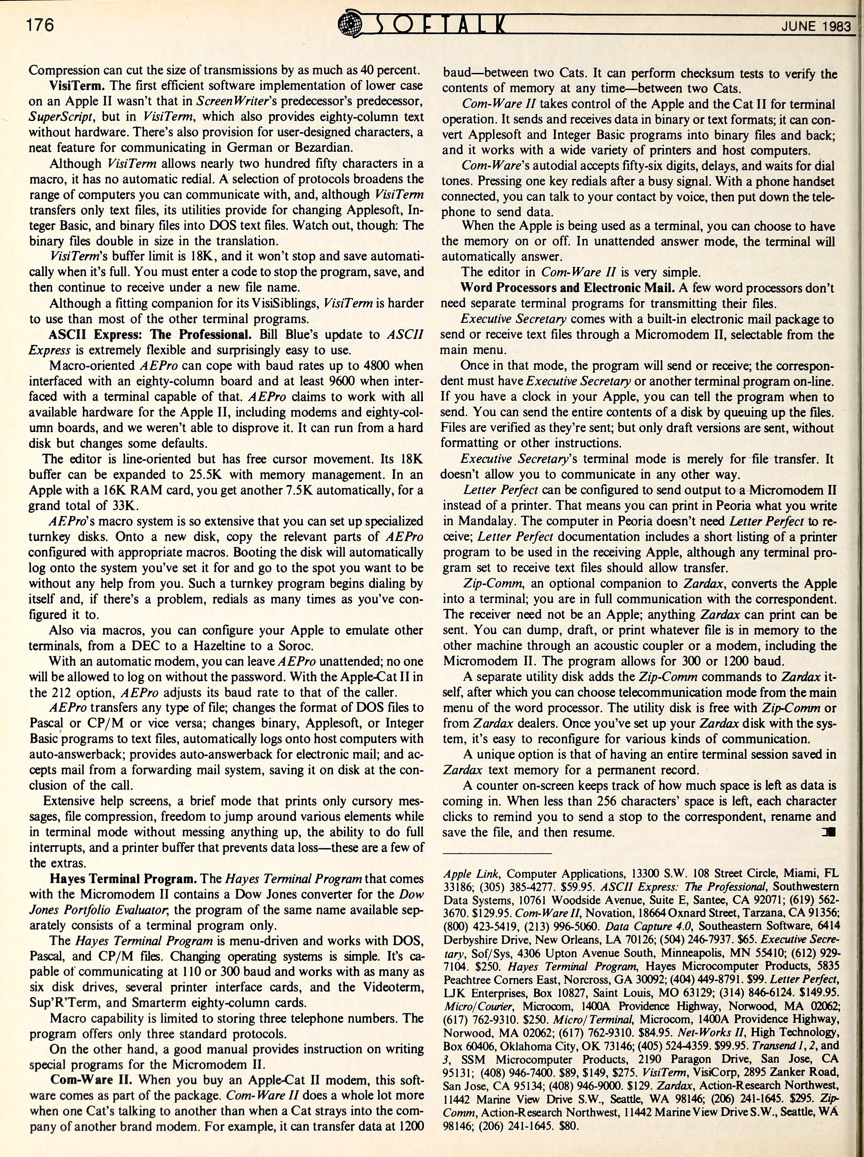 176
SOFTALK
JUNE 1983
Compression can cut the size of transmissions by as much as 40 percent.
VisiTerm. The first efficient software implementation of lower case
on an Apple II wasn't that in ScreenWriter's predecessor's predecessor,
SuperScript, but in VisiTerm, which also provides eighty-column text
without hardware. There's also provision for user-designed characters, a
neat feature for communicating in German or Bezardian.
Although VisiTerm allows nearly two hundred fifty characters in a
macro, it has no automatic redial. A selection of protocols broadens the
range of computers you can communicate with, and, although VisiTerm
transfers only text files, its utilities provide for changing Applesoft, In-
teger Basic, and binary files into DOS text files. Watch out, though: The
binary files double in size in the translation.
VisiTerm's buffer limit is 18K, and it won't stop and save automati-
cally when it's full. You must enter a code to stop the program, save, and
then continue to receive under a new file name.
Although a fitting companion for its VisiSiblings, VisiTerm is harder
to use than most of the other terminal programs.
ASCII Express: The Professional. Bill Blue's update to ASCII
Express is extremely flexible and surprisingly easy to use.
Macro-oriented AEPro can cope with baud rates up to 4800 when
interfaced with an eighty-column board and at least 9600 when inter-
faced with a terminal capable of that. AEPro claims to work with all
available hardware for the Apple II, including modems and eighty-col-
umn boards, and we weren't able to disprove it. It can run from a hard
disk but changes some defaults.
The editor is line-oriented but has free cursor movement. Its 18K
buffer can be expanded to 25.5K with memory management. In an
Apple with a 16K RAM card, you get another 7.5K automatically, for a
grand total of 33K.
AEPro's macro system is so extensive that you can set up specialized
turnkey disks. Onto a new disk, copy the relevant parts of AEPro
configured with appropriate macros. Booting the disk will automatically
log onto the system you've set it for and go to the spot you want to be
without any help from you. Such a turnkey program begins dialing by
itself and, if there's a problem, redials as many times as you've con-
figured it to.
Also via macros, you can configure your Apple to emulate other
terminals, from a DEC to a Hazeltine to a Soroc.
With an automatic modem, you can leave AEPro unattended; no one
will be allowed to log on without the password. With the Apple-Cat II in
the 212 option, AEPro adjusts its baud rate to that of the caller.
AEPro transfers any type of file; changes the format of DOS files to
Pascal or CP/M or vice versa; changes binary, Applesoft, or Integer
Basic programs to text files, automatically logs onto host computers with
auto-answerback; provides auto-answerback for electronic mail; and ac-
cepts mail from a forwarding mail system, saving it on disk at the con-
clusion of the call.
Extensive help screens, a brief mode that prints only cursory mes-
sages, file compression, freedom to jump around various elements while
in terminal mode without messing anything up, the ability to do full
interrupts, and a printer buffer that prevents data loss—these are a few of
the extras.
Hayes Terminal Program. The Hayes Terminal Program that comes
with the Micromodem II contains a Dow Jones converter for the Dow
Jones Portfolio Evaluator, the program of the same name available sep-
arately consists of a terminal program only.
The Hayes Terminal Program is menu-driven and works with DOS,
Pascal, and CP/M files. Changing operating systems is simple. It's ca-
pable of communicating at 110 or 300 baud and works with as many as
six disk drives, several printer interface cards, and the Videoterm,
Sup'R'Term, and Smarterm eighty-column cards.
Macro capability is limited to storing three telephone numbers. The
program offers only three standard protocols.
On the other hand, a good manual provides instruction on writing
special programs for the Micromodem II.
Com-Ware II. When you buy an Apple-Cat II modem, this soft-
ware comes as part of the package. Com-Ware II does a whole lot more
when one Cat's talking to another than when a Cat strays into the com-
pany of another brand modem. For example, it can transfer data at 1200
baud—between two Cats. It can perform checksum tests to verify the
contents of memory at any time—between two Cats.
Com-Ware II takes control of the Apple and the Cat II for terminal
operation. It sends and receives data in binary or text formats; it can con-
vert Applesoft and Integer Basic programs into binary files and back;
and it works with a wide variety of printers and host computers.
Com-Ware's autodial accepts fifty-six digits, delays, and waits for dial
tones. Pressing one key redials after a busy signal. With a phone handset
connected, you can talk to your contact by voice, then put down the tele-
phone to send data.
When the Apple is being used as a terminal, you can choose to have
the memory on or off. In unattended answer mode, the terminal will
automatically answer.
The editor in Com-Ware II is very simple.
Word Processors and Electronic Mail. A few word processors don't
need separate terminal programs for transmitting their files.
Executive Secretary comes with a built-in electronic mail package to
send or receive text files through a Micromodem II, selectable from the
main menu.
Once in that mode, the program will send or receive; the correspon-
dent must have Executive Secretary or another terminal program on-line.
If you have a clock in your Apple, you can tell the program when to
send. You can send the entire contents of a disk by queuing up the files.
Files are verified as they're sent; but only draft versions are sent, without
formatting or other instructions.
Executive Secretary's terminal mode is merely for file transfer. It
doesn't allow you to communicate in any other way.
Letter Perfect can be configured to send output to a Micromodem II
instead of a printer. That means you can print in Peoria what you write
in Mandalay. The computer in Peoria doesn't need Letter Perfect to re-
ceive; Letter Perfect documentation includes a short listing of a printer
program to be used in the receiving Apple, although any terminal pro-
gram set to receive text files should allow transfer.
Zip-Comm, an optional companion to Zardax, converts the Apple
into a terminal; you are in full communication with the correspondent.
The receiver need not be an Apple; anything Zardax can print can be
sent. You can dump, draft, or print whatever file is in memory to the
other machine through an acoustic coupler or a modem, including the
Micromodem II. The program allows for 300 or 1200 baud.
A separate utility disk adds the Zip-Comm commands to Zardax it-
self, after which you can choose telecommunication mode from the main
menu of the word processor. The utility disk is free with Zip-Comm or
from Zardax dealers. Once you've set up your Zardax disk with the sys-
tem, it's easy to reconfigure for various kinds of communication.
A unique option is that of having an entire terminal session saved in
Zardax text memory for a permanent record.
A counter on-screen keeps track of how much space is left as data is
coming in. When less than 256 characters' space is left, each character
clicks to remind you to send a stop to the correspondent, rename and
save the file, and then resume.
Apple Link, Computer Applications, 13300 S.W. 108 Street Circle, Miami, FL
33186; (305) 385-4277. $59.95. ASCII Express: The Professional, Southwestern
Data Systems, 10761 Woodside Avenue, Suite E, Santee, CA 92071; (619) 562-
3670. $129.95. Com-Ware II, Novation, 18664 Oxnard Street, Tarzana, CA 91356;
(800) 423-5419, (213) 996-5060. Data Capture 4.0, Southeastern Software, 6414
Derbyshire Drive, New Orleans, LA 70126; (504) 246-7937. $65. Executive Secre-
tary, Sof/Sys, 4306 Upton Avenue South, Minneapolis, MN 55410; (612) 929-
7104. $250. Hayes Terminal Program, Hayes Microcomputer Products, 5835
Peachtree Corners East, Norcross, GA 30092; (404) 449-8791. $99. Letter Perfect,
LJK Enterprises, Box 10827, Saint Louis, MO 63129; (314) 846-6124. $149.95.
Micro/Courier, Microcom, 1400A Providence Highway, Norwood, MA 02062;
(617) 762-9310. $250. Micro/Terminal, Microcom, 1400A Providence Highway,
Norwood, MA 02062; (617) 762-9310. $84.95. Net-Works II, High Technology,
Box 60406, Oklahoma City, OK 73146; (405) 524-4359. $99.95. Transend 1, 2, and
3, SSM Microcomputer Products, 2190 Paragon Drive, San Jose, CA
95131; (408) 946-7400. $89, $149, $275. VisiTerm, VisiCorp, 2895 Zanker Road,
San Jose, CA 95134; (408) 946-9000. $129. Zardax, Action-Research Northwest,
11442 Marine View Drive S.W., Seattle, WA 98146; (206) 241-1645. $295. Zip-
Comm, Action-Research Northwest, 11442 Marine View Drive S.W., Seattle, WA
98146; (206) 241-1645. $80.